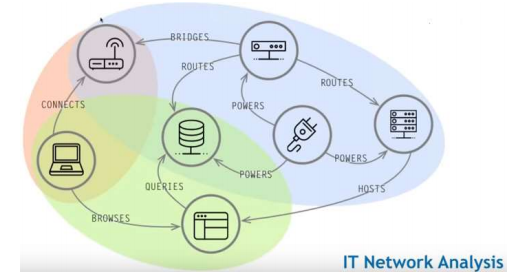 BRIDGES
ROUTES
ROUTES
CONNECTS
POWERS
POWERS
POWERS
QUERIES
HOSTS
BROWSES
IT Network Analysis